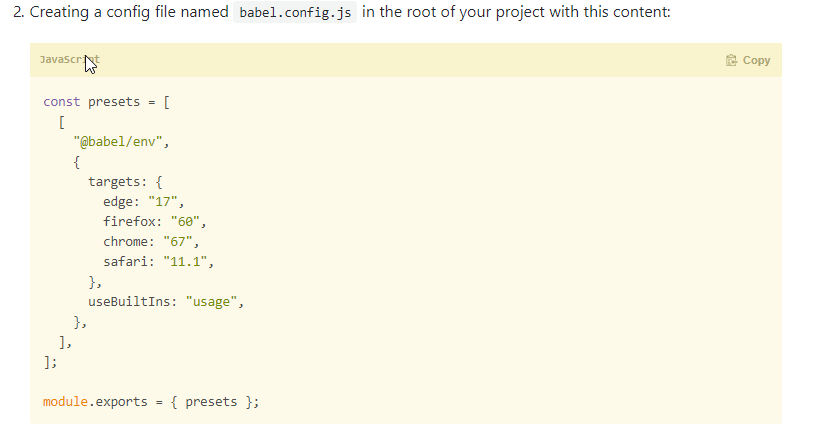 2. Creating a config file named babel.config.js in the root of your project with this content:
JavaScript
Copy
const presets = [
  [
    "@babel/env",
    {
      targets: {
        edge: "17",
        firefox: "60",
        chrome: "67",
        safari: "11.1",
      },
      useBuiltIns: "usage",
    },
  ],
];

module.exports = { presets };